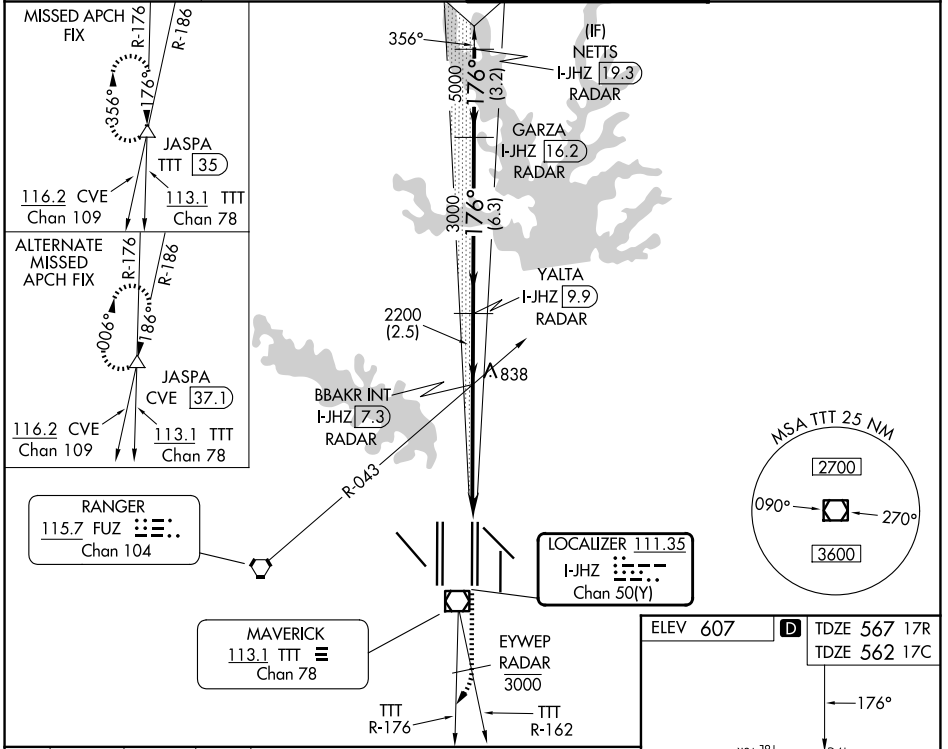 MISSED APCH
FIX
R-176
R-186
356°
176°
JASPA
TTT 35
116.2 CVE
Chan 109
113.1 TTT
Chan 78
ALTERNATE
MISSED
APCH FIX
R-176
R-186
006°
186°
JASPA
CVE 37.1
116.2 CVE
Chan 109
113.1 TTT
Chan 78
356°
(IF)
NETTS
I-JHZ 19.3
RADAR
5000
176°
(3.2)
GARZA
I-JHZ 16.2
RADAR
3000
176°
(6.3)
YALTA
I-JHZ 9.9
RADAR
2200
(2.5)
838
BBAKR INT
I-JHZ 7.3
RADAR
R-043
RANGER
115.7 FUZ
Chan 104
LOCALIZER 111.35
I-JHZ
Chan 50(Y)
MAVERICK
113.1 TTT
Chan 78
EYWEP
RADAR
3000
TTT
R-176
TTT
R-162
MSA TTT 25 NM
2700
090°
270°
3600
ELEV 607
D
TDZE 567 17R
TDZE 562 17C
176°